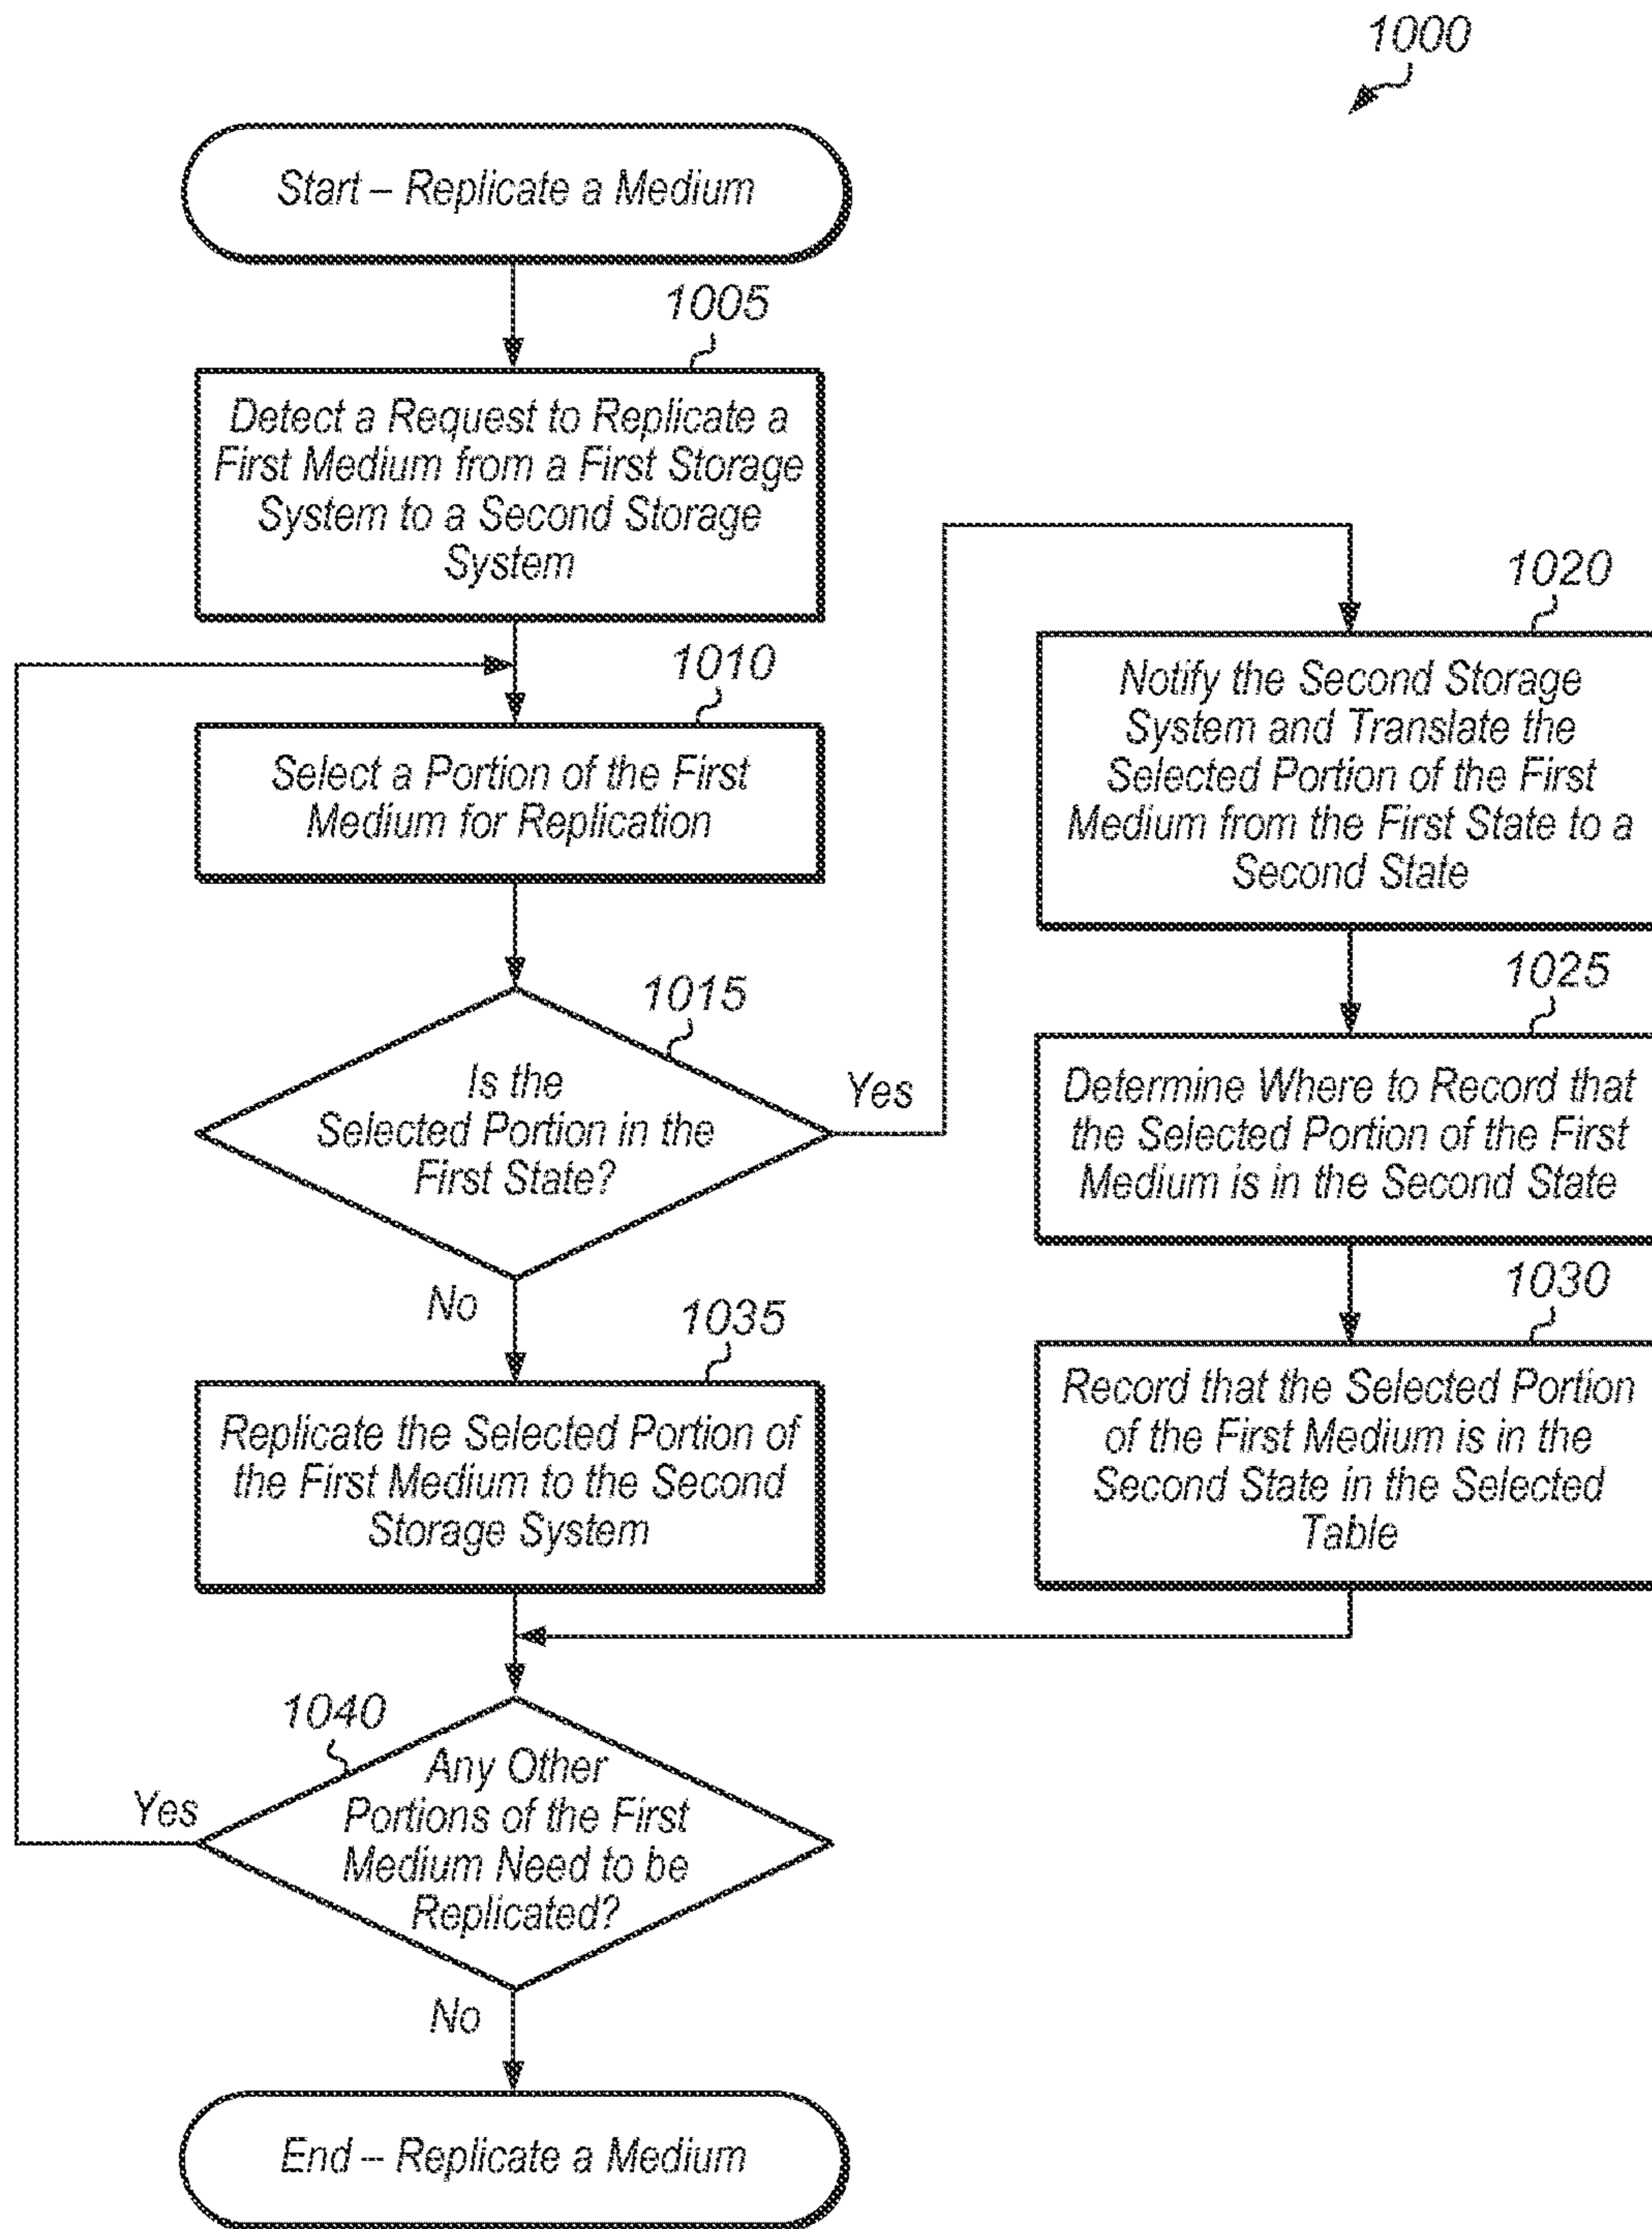 1000
Start – Replicate a Medium
1005
Detect a Request to Replicate a
First Medium from a First Storage
System to a Second Storage
System
1010
Select a Portion of the First
Medium for Replication
1015
Is the
Selected Portion in the
First State?
Yes
No
1020
Notify the Second Storage
System and Translate the
Selected Portion of the First
Medium from the First State to a
Second State
1025
Determine Where to Record that
the Selected Portion of the First
Medium is in the Second State
1030
Record that the Selected Portion
of the First Medium is in the
Second State in the Selected
Table
1035
Replicate the Selected Portion of
the First Medium to the Second
Storage System
1040
Any Other
Portions of the First
Medium Need to be
Replicated?
Yes
No
End -- Replicate a Medium